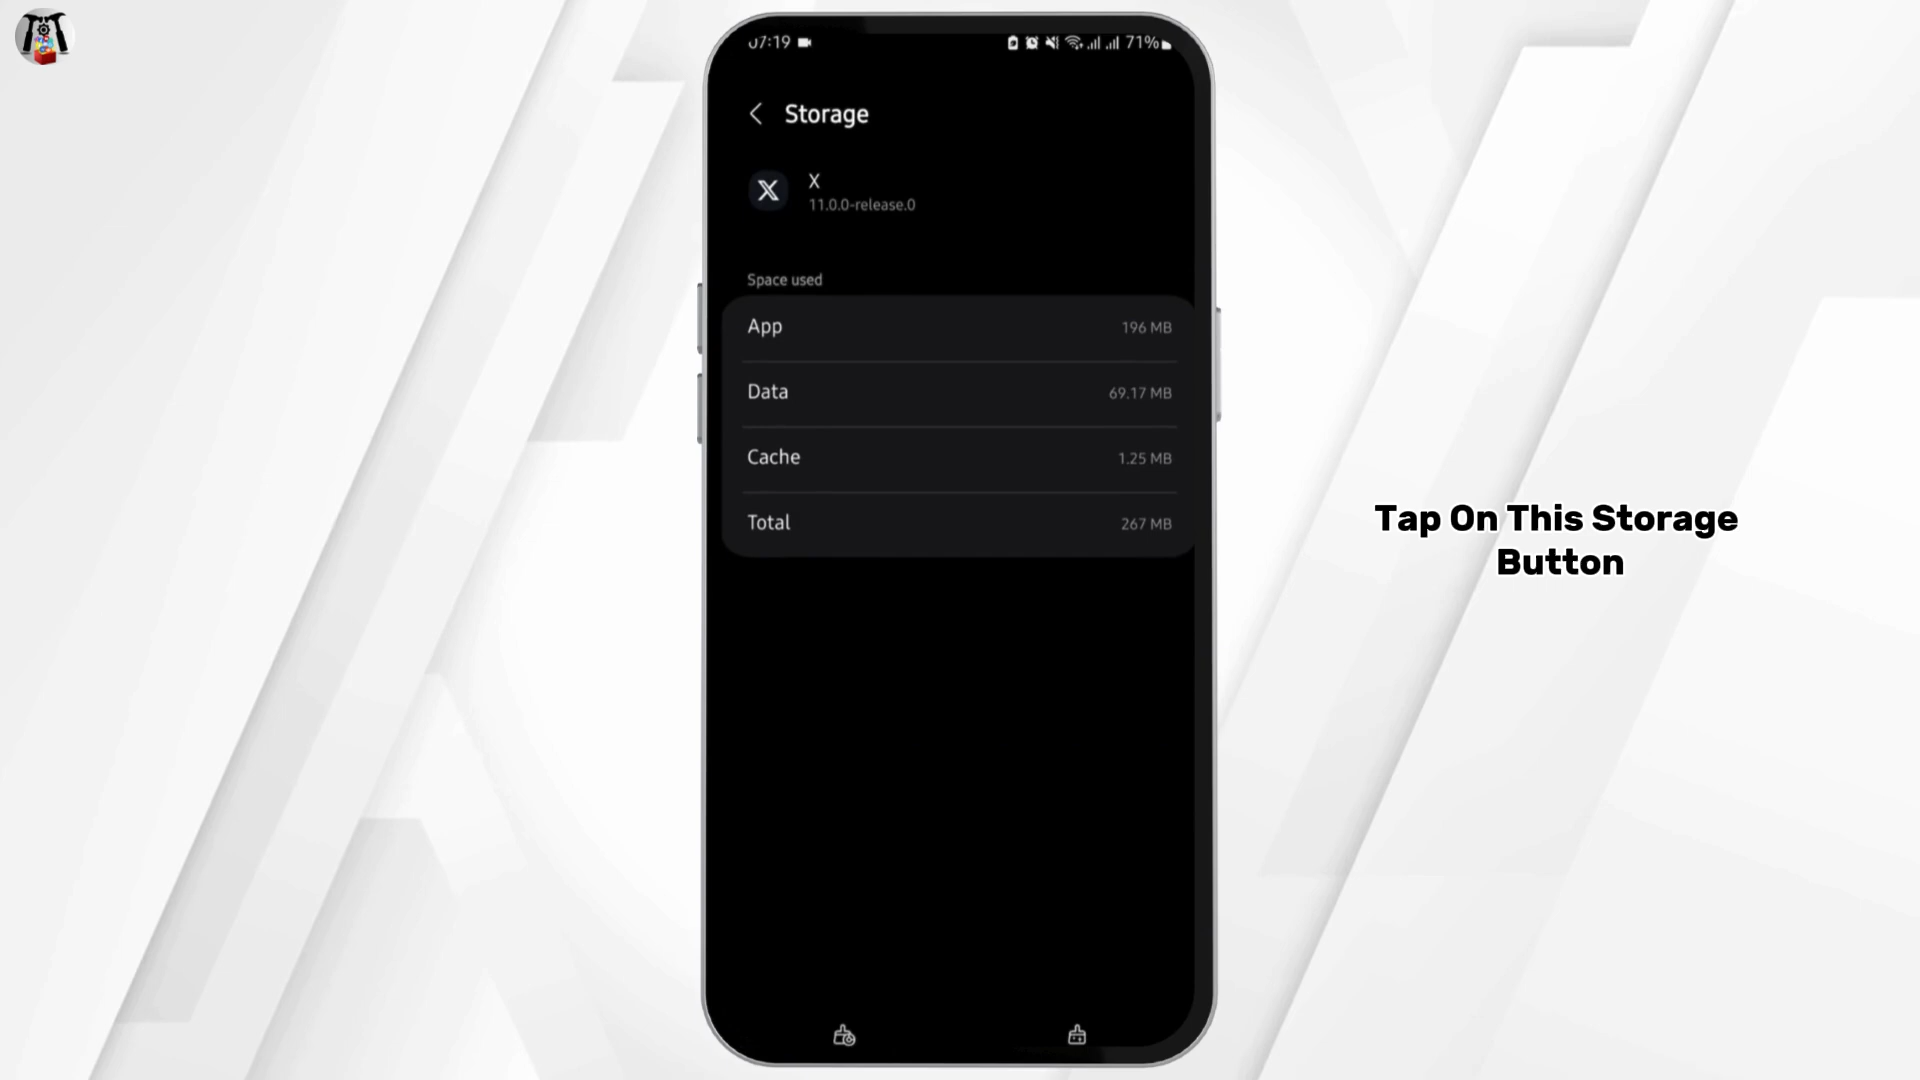 07:19
71%
Storage
X
11.0.0-release.0
Space used
App 196 MB
Data 69.17 MB
Cache 1.25 MB
Total 267 MB
Tap On This Storage
Button